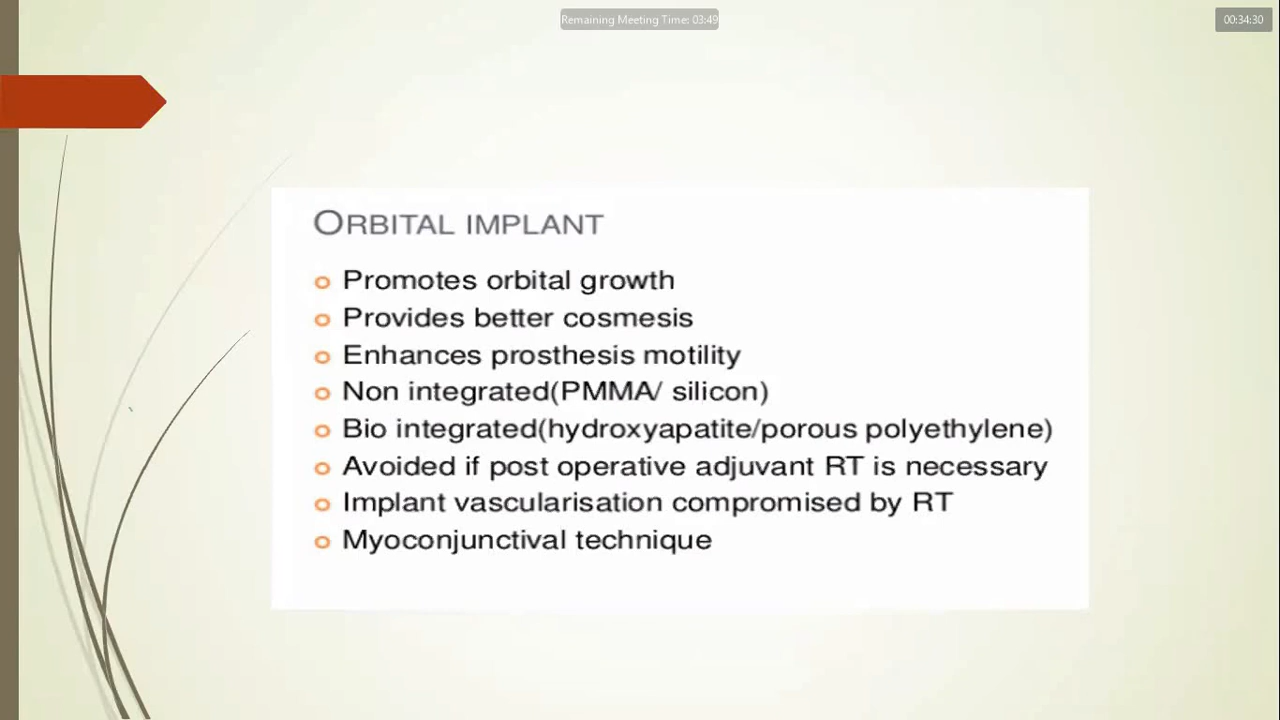 Remaining Meeting Time: 03:49
00:34:30
ORBITAL IMPLANT
Promotes orbital growth
Provides better cosmesis
Enhances prosthesis motility
Non integrated(PMMA/ silicon)
Bio integrated(hydroxyapatite/porous polyethylene)
Avoided if post operative adjuvant RT is necessary
Implant vascularisation compromised by RT
Myoconjunctival technique